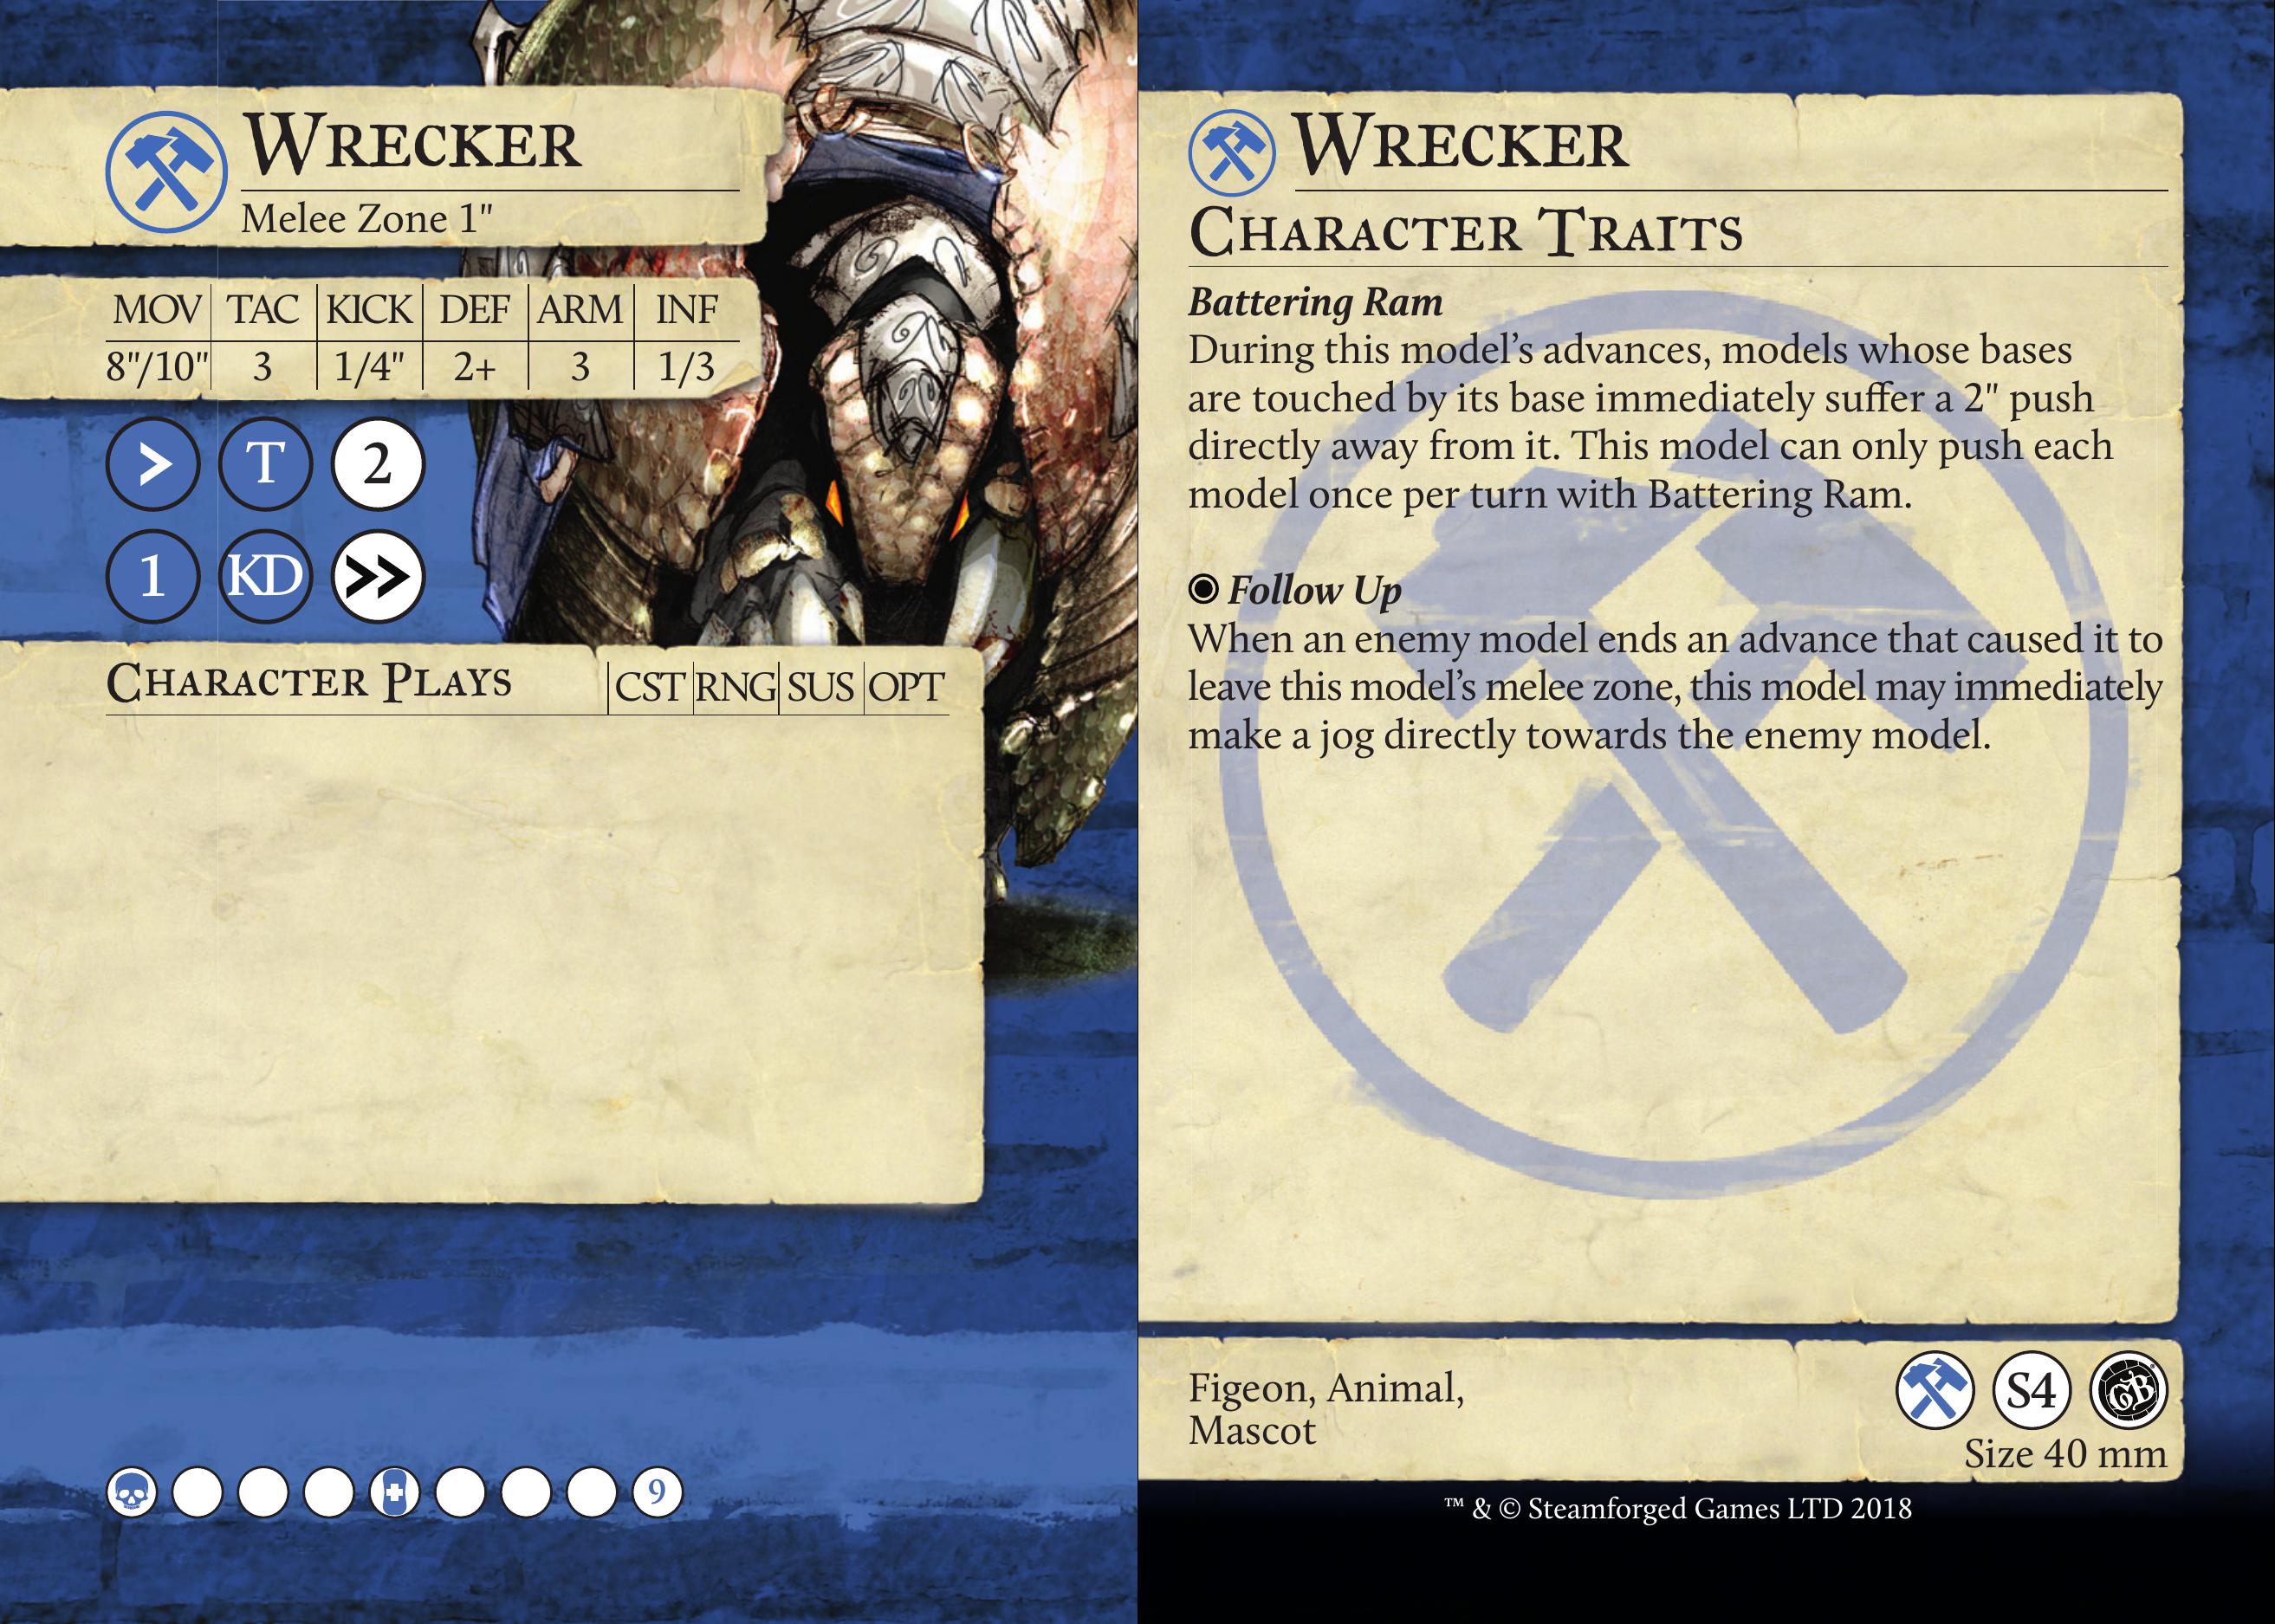 WRECKER
Melee Zone 1"
MOV TAC KICK DEF ARM INF
8"/10" 3 1/4" 2+ 3 1/3
> T 2
1 KD >>
CHARACTER PLAYS CST RNG SUS OPT
9
WRECKER
CHARACTER TRAITS
Battering Ram
During this model’s advances, models whose bases
are touched by its base immediately suffer a 2" push
directly away from it. This model can only push each
model once per turn with Battering Ram.
Follow Up
When an enemy model ends an advance that caused it to
leave this model’s melee zone, this model may immediately
make a jog directly towards the enemy model.
Figeon, Animal,
Mascot
S4 GB
Size 40 mm
™ & © Steamforged Games LTD 2018